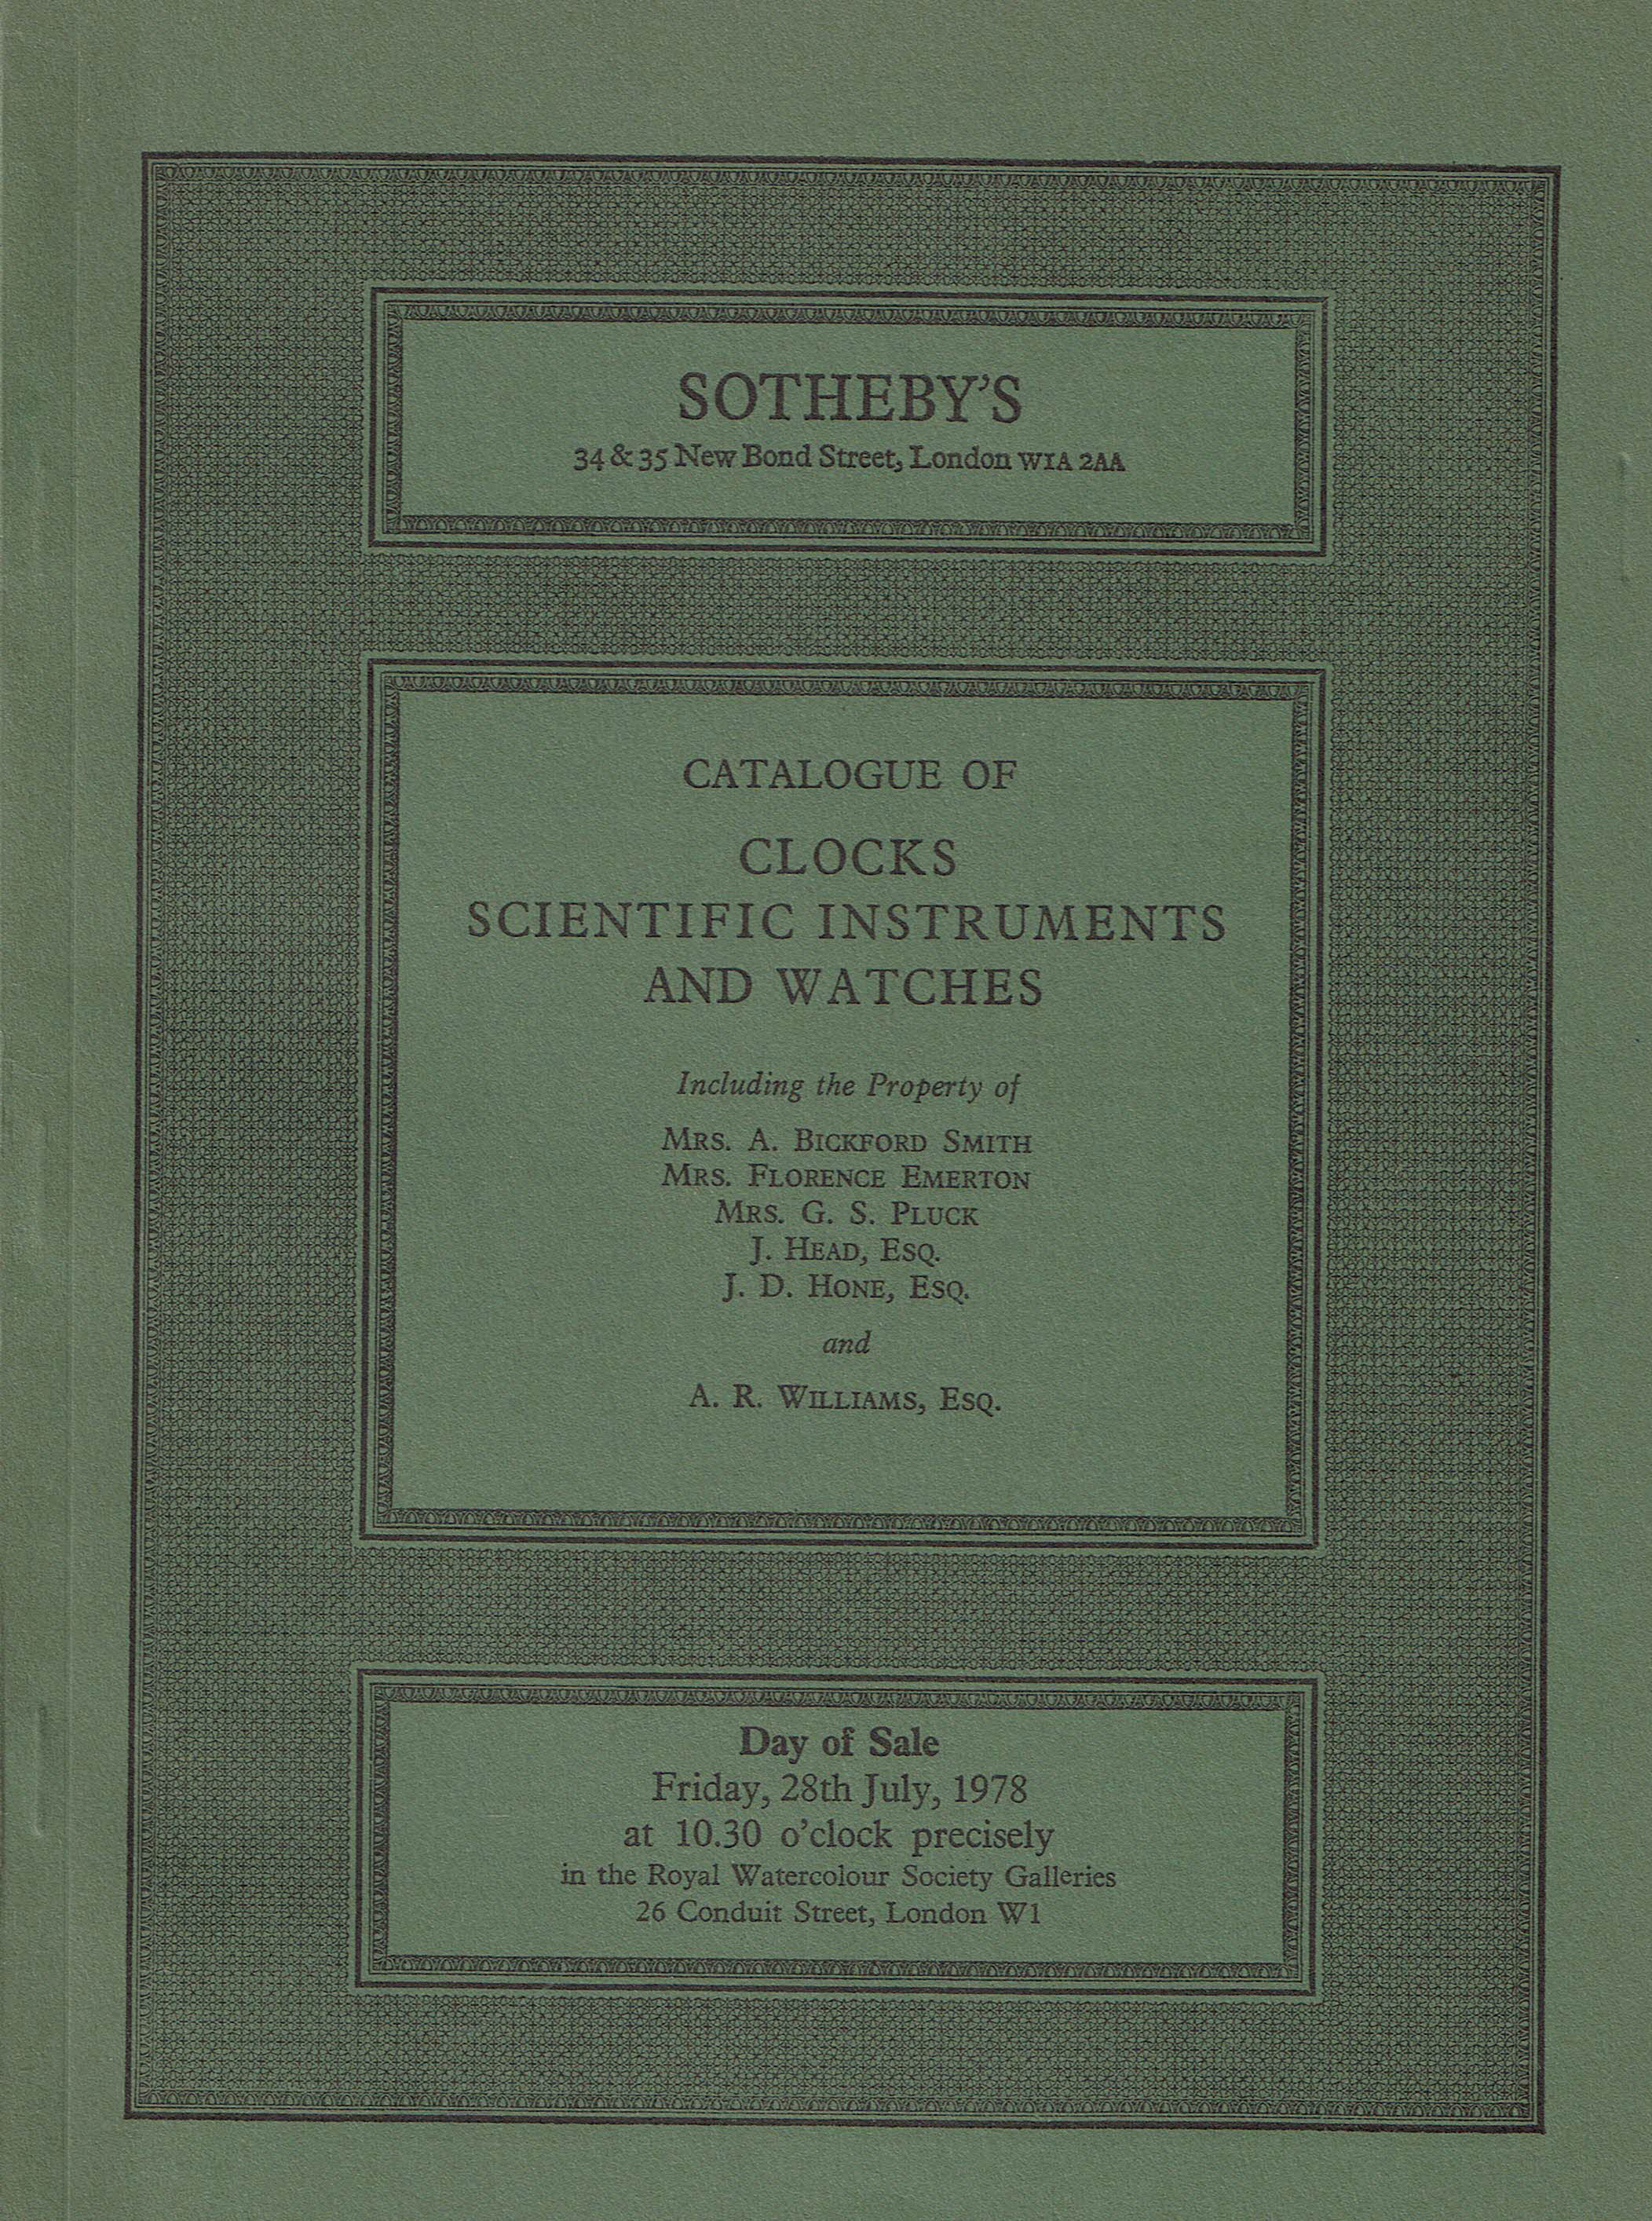 SOTHEBY'S
34 & 35 New Bond Street, London W1A 2AA
CATALOGUE OF
CLOCKS
SCIENTIFIC INSTRUMENTS
AND WATCHES
Including the Property of
MRS. A. BICKFORD SMITH
MRS. FLORENCE EMERTON
MRS. G. S. PLUCK
J. HEAD, ESQ.
J. D. HONE, ESQ.
and
A. R. WILLIAMS, ESQ.
Day of Sale
Friday, 28th July, 1978
at 10.30 o'clock precisely
in the Royal Watercolour Society Galleries
26 Conduit Street, London W1